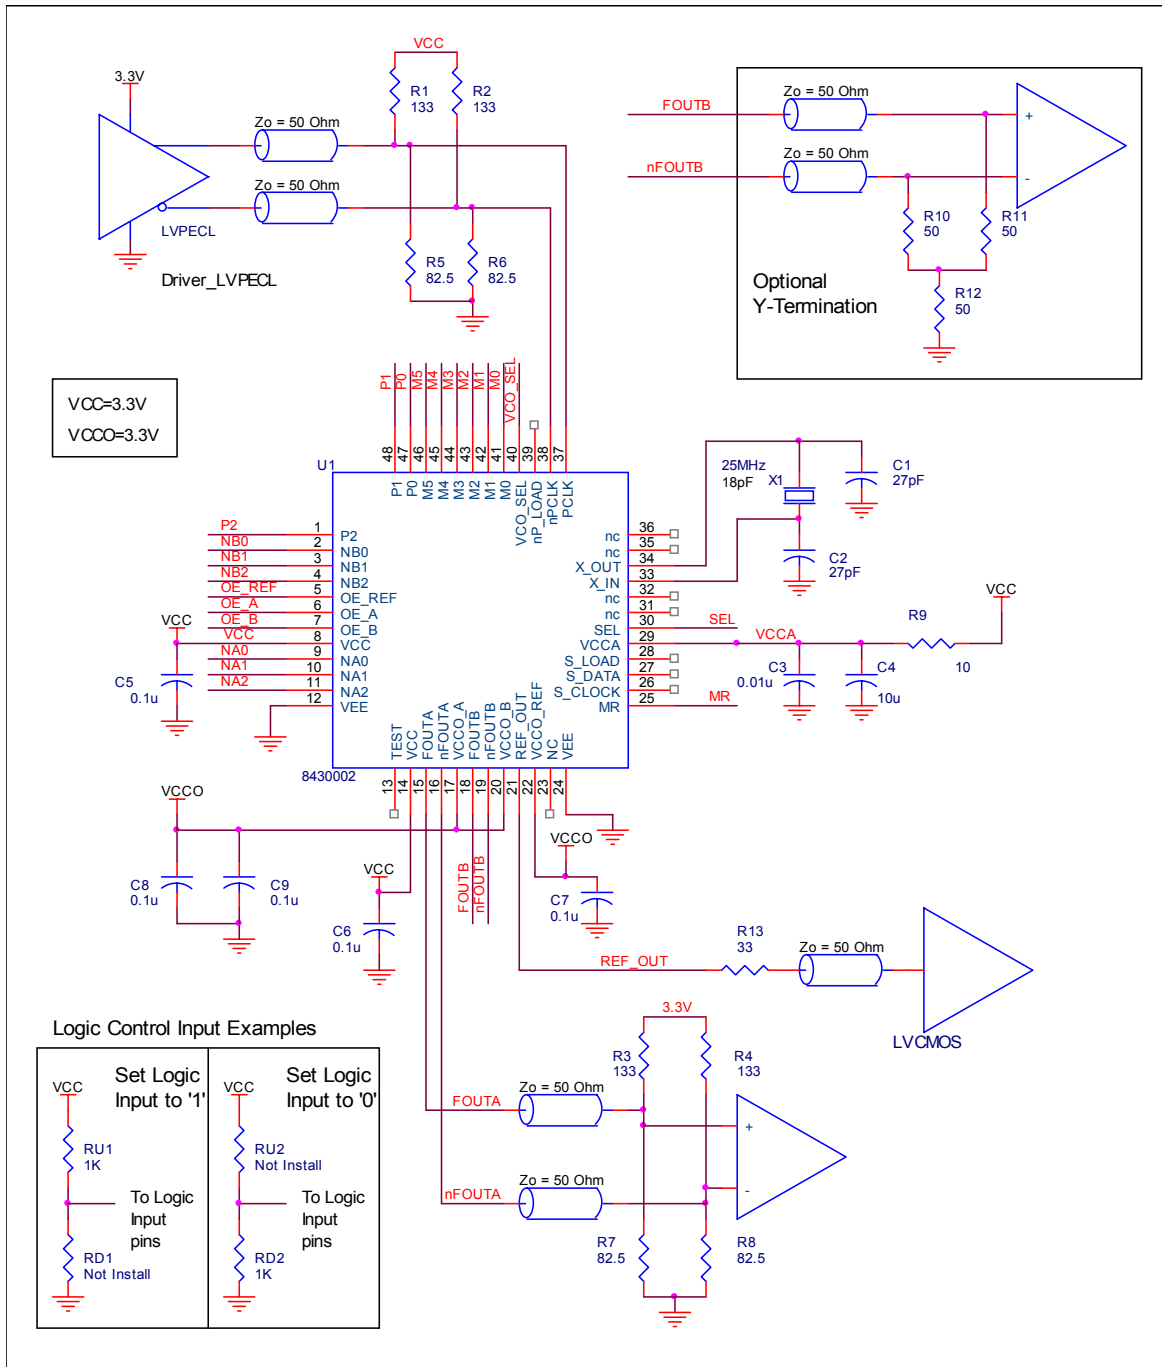 VCC
3.3V
R1
133
R2
133
Zo = 50 Ohm
Zo = 50 Ohm
LVPECL
Driver_LVPECL
R5
82.5
R6
82.5
FOUTB
Zo = 50 Ohm
nFOUTB
Zo = 50 Ohm
+
-
R10
50
R11
50
R12
50
Optional
Y-Termination
VCC=3.3V
VCCO=3.3V
P1
P0
M5
M4
M3
M2
M1
M0
VCO_SEL
48
47
46
45
44
43
42
41
40
39
38
37
U1
P1
P0
M5
M4
M3
M2
M1
M0
VCO_SEL
nP_LOAD
nPCLK
PCLK
P2 1 P2
NB0 2 NB0
NB1 3 NB1
NB2 4 NB2
OE_REF 5 OE_REF
OE_A 6 OE_A
OE_B 7 OE_B
VCC
VCC 8 VCC
NA0 9 NA0
NA1 10 NA1
NA2 11 NA2
12 VEE
C5
0.1u
nc 36
nc 35
X_OUT 34
X_IN 33
nc 32
nc 31
SEL 30 SEL
VCCA 29 VCCA
S_LOAD 28
S_DATA 27
S_CLOCK 26
MR 25 MR
25MHz
18pF
X1
C1
27pF
C2
27pF
VCC
R9
10
C3
0.01u
C4
10u
TEST
VCC
FOUTA
nFOUTA
VCCO_A
FOUTB
nFOUTB
VCCO_B
REF_OUT
VCCO_REF
NC
VEE
8430002
13
14
15
16
17
18
19
20
21
22
23
24
VCCO
C8
0.1u
C9
0.1u
VCC
C6
0.1u
FOUTB
nFOUTB
VCCO
C7
0.1u
REF_OUT
R13
33
Zo = 50 Ohm
LVCMOS
3.3V
R3
133
R4
133
FOUTA
Zo = 50 Ohm
nFOUTA
Zo = 50 Ohm
+
-
R7
82.5
R8
82.5
Logic Control Input Examples
VCC
Set Logic
Input to '1'
RU1
1K
To Logic
Input
pins
RD1
Not Install
VCC
Set Logic
Input to '0'
RU2
Not Install
To Logic
Input
pins
RD2
1K